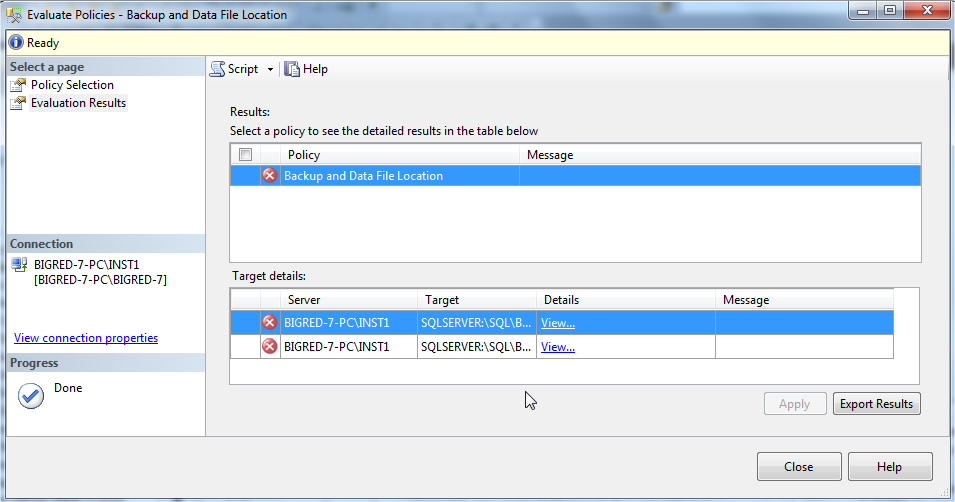 Evaluate Policies - Backup and Data File Location
Ready
Select a page
Policy Selection
Evaluation Results
Connection
BIGRED-7-PC\INST1
[BIGRED-7-PC\BIGRED-7]
View connection properties
Progress
Done
Script
Help
Results:
Select a policy to see the detailed results in the table below
Policy Message
Backup and Data File Location
Target details:
Server Target Details Message
BIGRED-7-PC\INST1 SQLSERVER:\SQL\B... View...
BIGRED-7-PC\INST1 SQLSERVER:\SQL\B... View...
Apply Export Results
Close Help